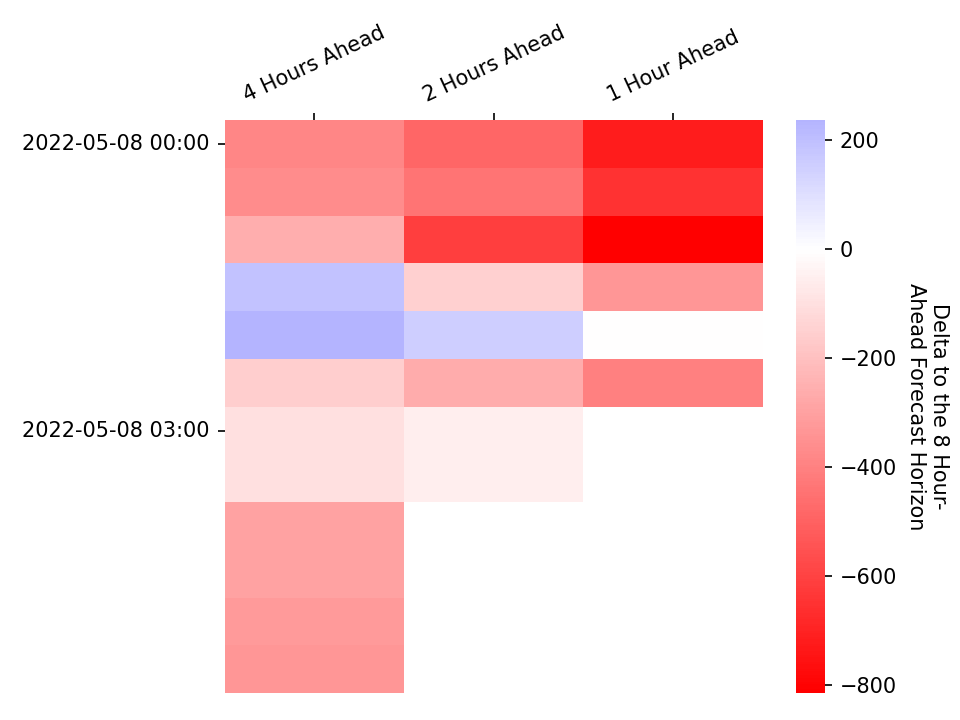 4 Hours Ahead
2 Hours Ahead
1 Hour Ahead
2022-05-08 00:00
2022-05-08 03:00
200
0
−200
−400
−600
−800
Delta to the 8 Hour-
Ahead Forecast Horizon